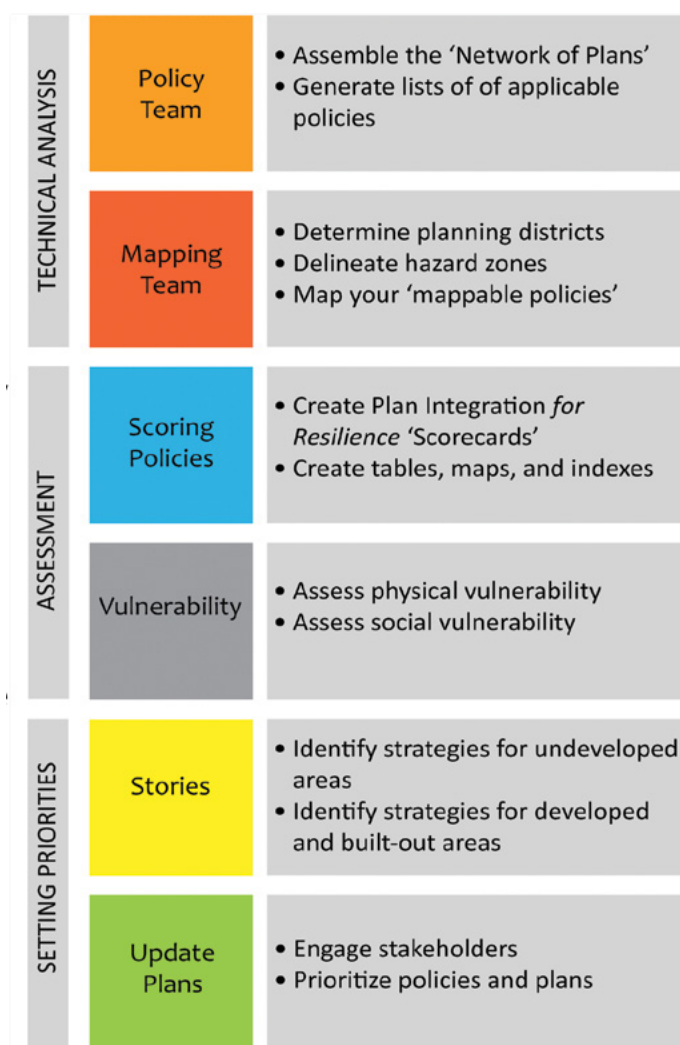 TECHNICAL ANALYSIS
Policy
Team
• Assemble the ‘Network of Plans’
• Generate lists of of applicable
policies
Mapping
Team
• Determine planning districts
• Delineate hazard zones
• Map your ‘mappable policies’
ASSESSMENT
Scoring
Policies
• Create Plan Integration for
Resilience ‘Scorecards’
• Create tables, maps, and indexes
Vulnerability
• Assess physical vulnerability
• Assess social vulnerability
SETTING PRIORITIES
Stories
• Identify strategies for undeveloped
areas
• Identify strategies for developed
and built-out areas
Update
Plans
• Engage stakeholders
• Prioritize policies and plans